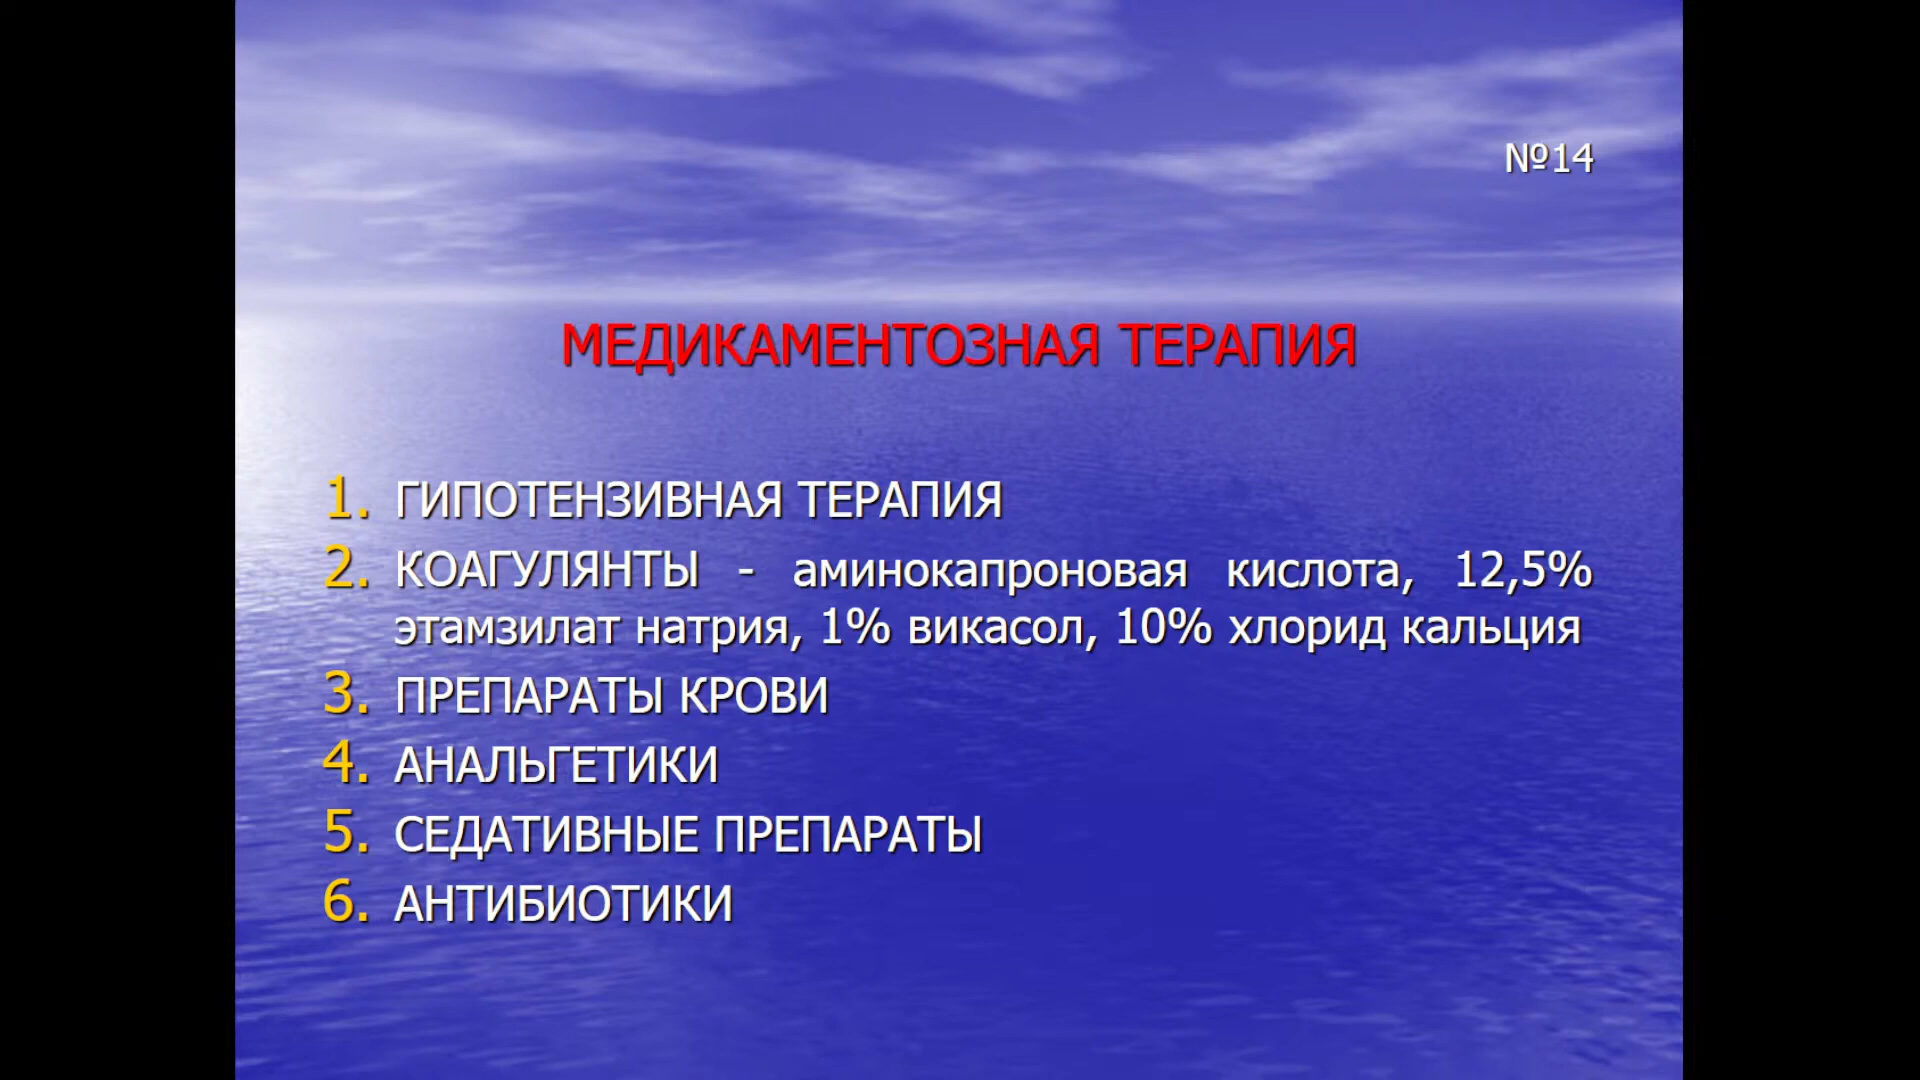 №14
МЕДИКАМЕНТОЗНАЯ ТЕРАПИЯ
1. ГИПОТЕНЗИВНАЯ ТЕРАПИЯ
2. КОАГУЛЯНТЫ - аминокапроновая кислота, 12,5%
этамзилат натрия, 1% викасол, 10% хлорид кальция
3. ПРЕПАРАТЫ КРОВИ
4. АНАЛЬГЕТИКИ
5. СЕДАТИВНЫЕ ПРЕПАРАТЫ
6. АНТИБИОТИКИ